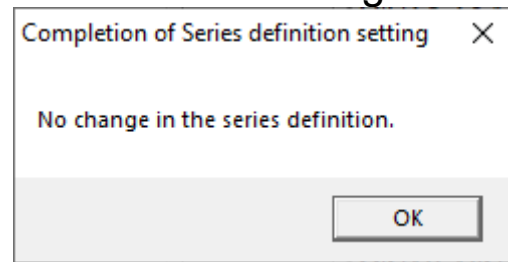 Completion of Series definition setting
No change in the series definition.
OK